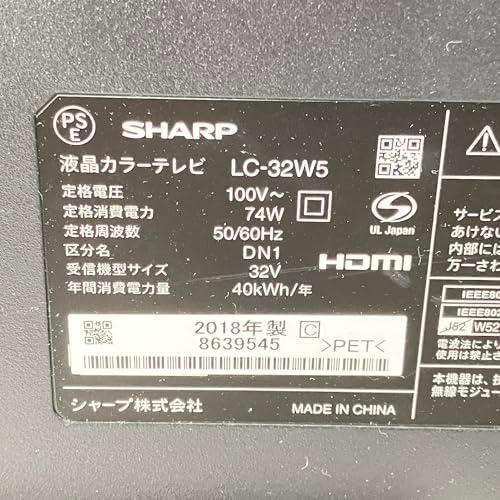 PS
E
SHARP
液晶カラーテレビ LC-32W5
定格電圧 100V～
定格消費電力 74W
定格周波数 50/60Hz
区分名 DN1
受信機型サイズ 32V
年間消費電力量 40kWh/年
UL Japan
HDMI
2018年製 C
8639545
>PET<
シャープ株式会社
MADE IN CHINA
サービス
あけない
内部には
万一さわ
IEEE80
IEEE802
J52 W52
電波法により
使用は禁
本機器は、
無線モジュー